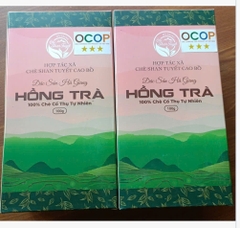 OCOP
HỢP TÁC XÃ
CHÈ SHAN TUYẾT CAO BỒ
Đặc Sản Hà Giang
HỒNG TRÀ
100% Chè Cổ Thụ Tự Nhiên
100g
OCOP
HỢP TÁC XÃ
CHÈ SHAN TUYẾT CAO BỒ
Đặc Sản Hà Giang
HỒNG TRÀ
100% Chè Cổ Thụ Tự Nhiên
100g